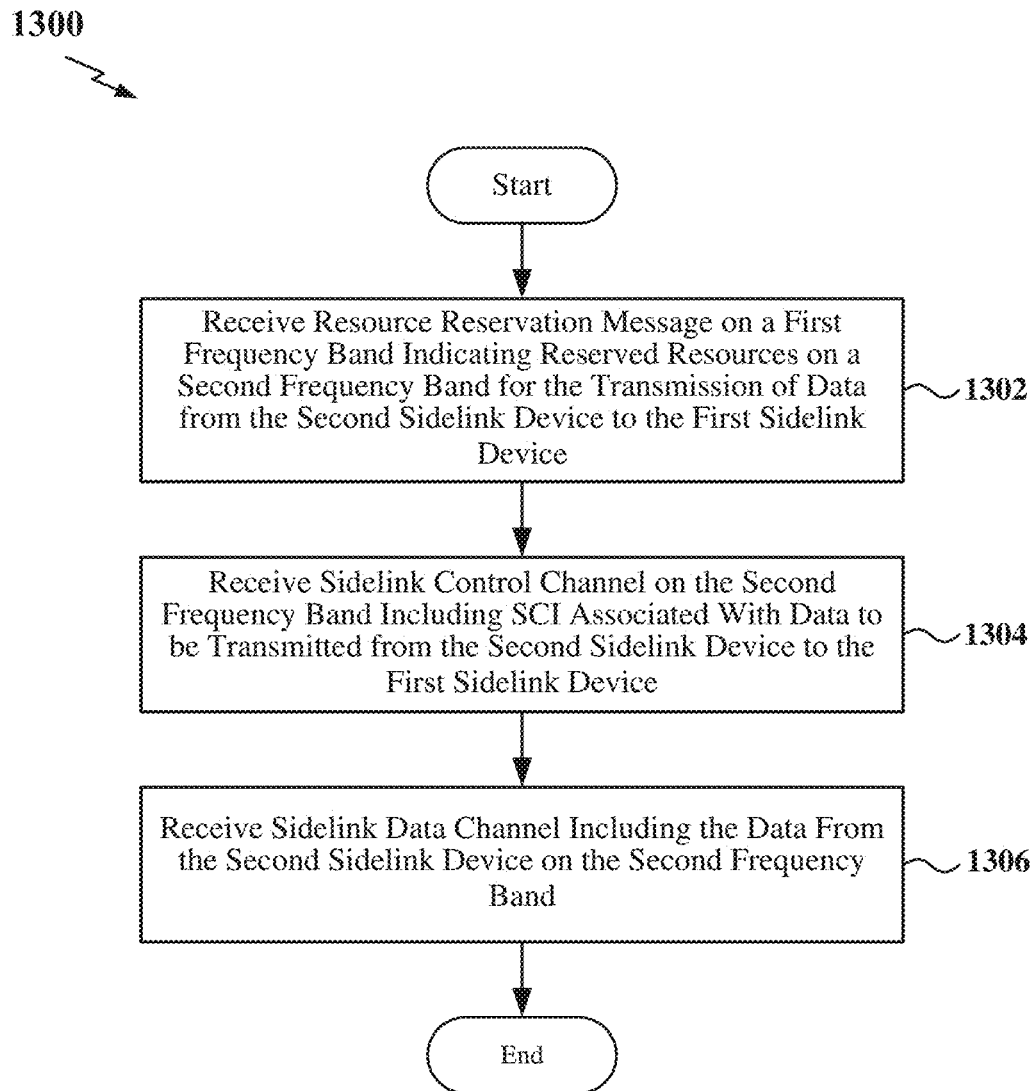 1300
Start
Receive Resource Reservation Message on a First
Frequency Band Indicating Reserved Resources on a
Second Frequency Band for the Transmission of Data
from the Second Sidelink Device to the First Sidelink
Device
1302
Receive Sidelink Control Channel on the Second
Frequency Band Including SCI Associated With Data to
be Transmitted from the Second Sidelink Device to the
First Sidelink Device
1304
Receive Sidelink Data Channel Including the Data From
the Second Sidelink Device on the Second Frequency
Band
1306
End